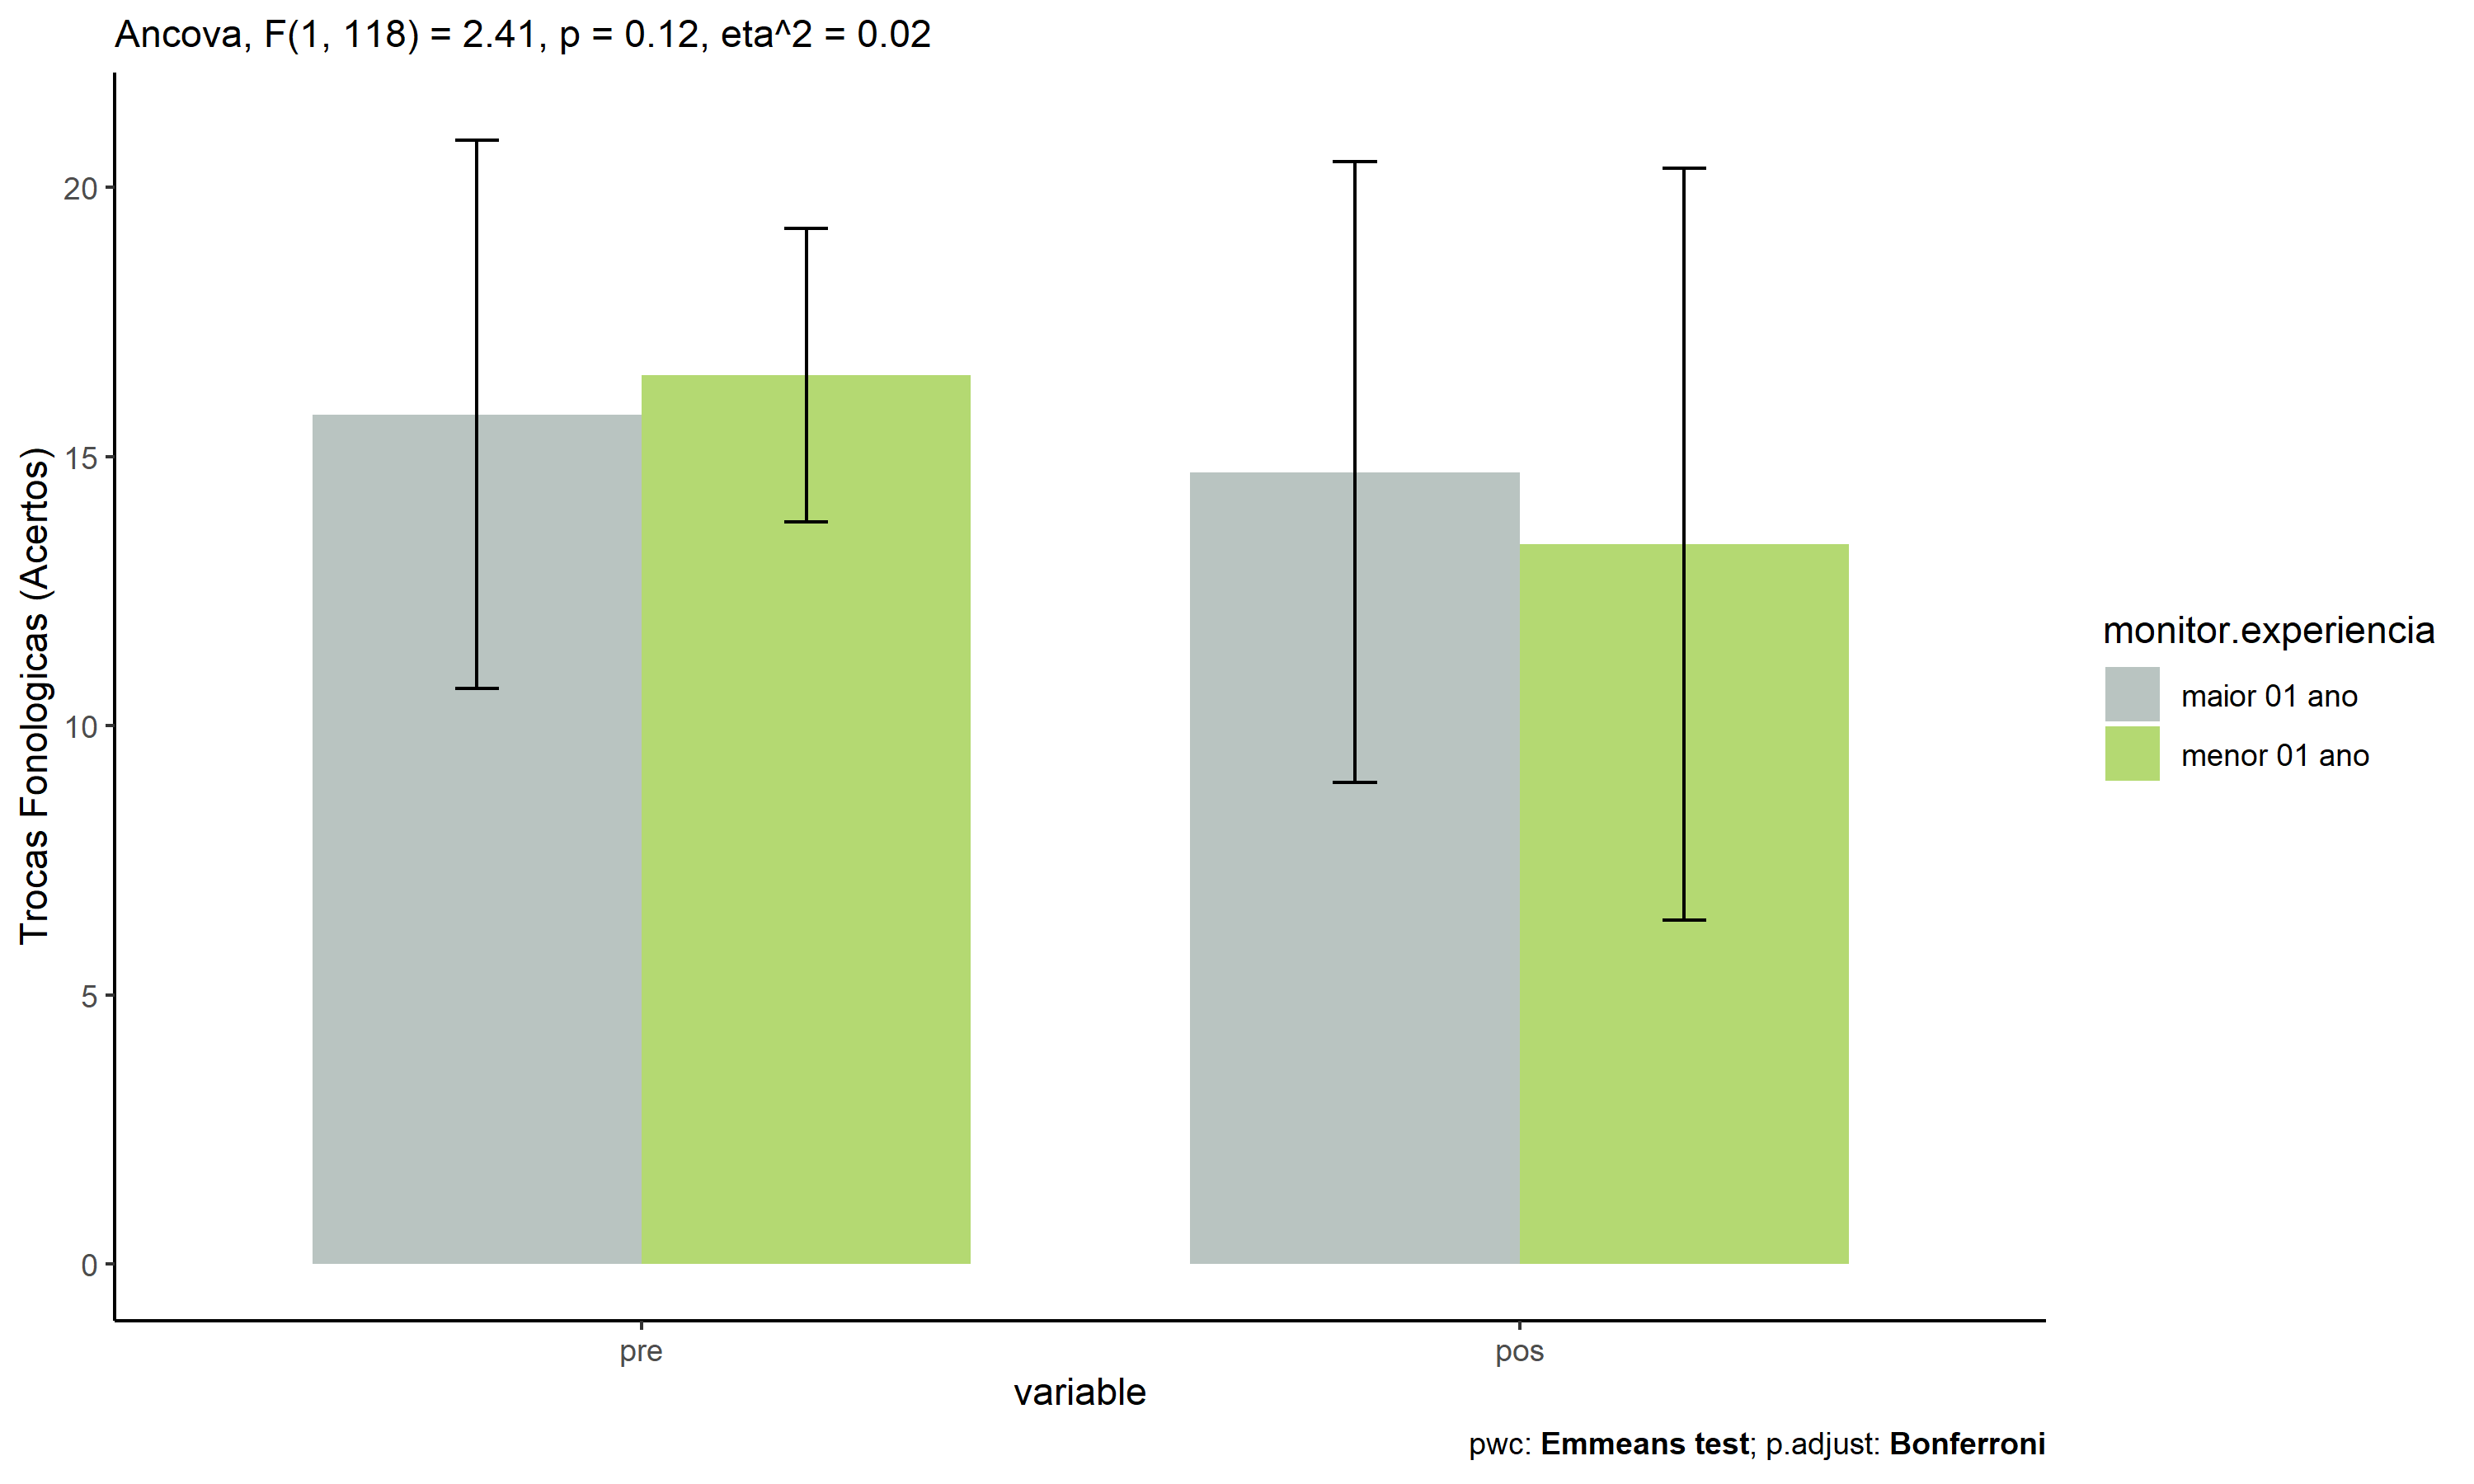 Ancova, F(1, 118) = 2.41, p = 0.12, eta^2 = 0.02
Trocas Fonologicas (Acertos)
20
15
10
5
0
pre
pos
variable
monitor.experiencia
maior 01 ano
menor 01 ano
pwc: Emmeans test; p.adjust: Bonferroni